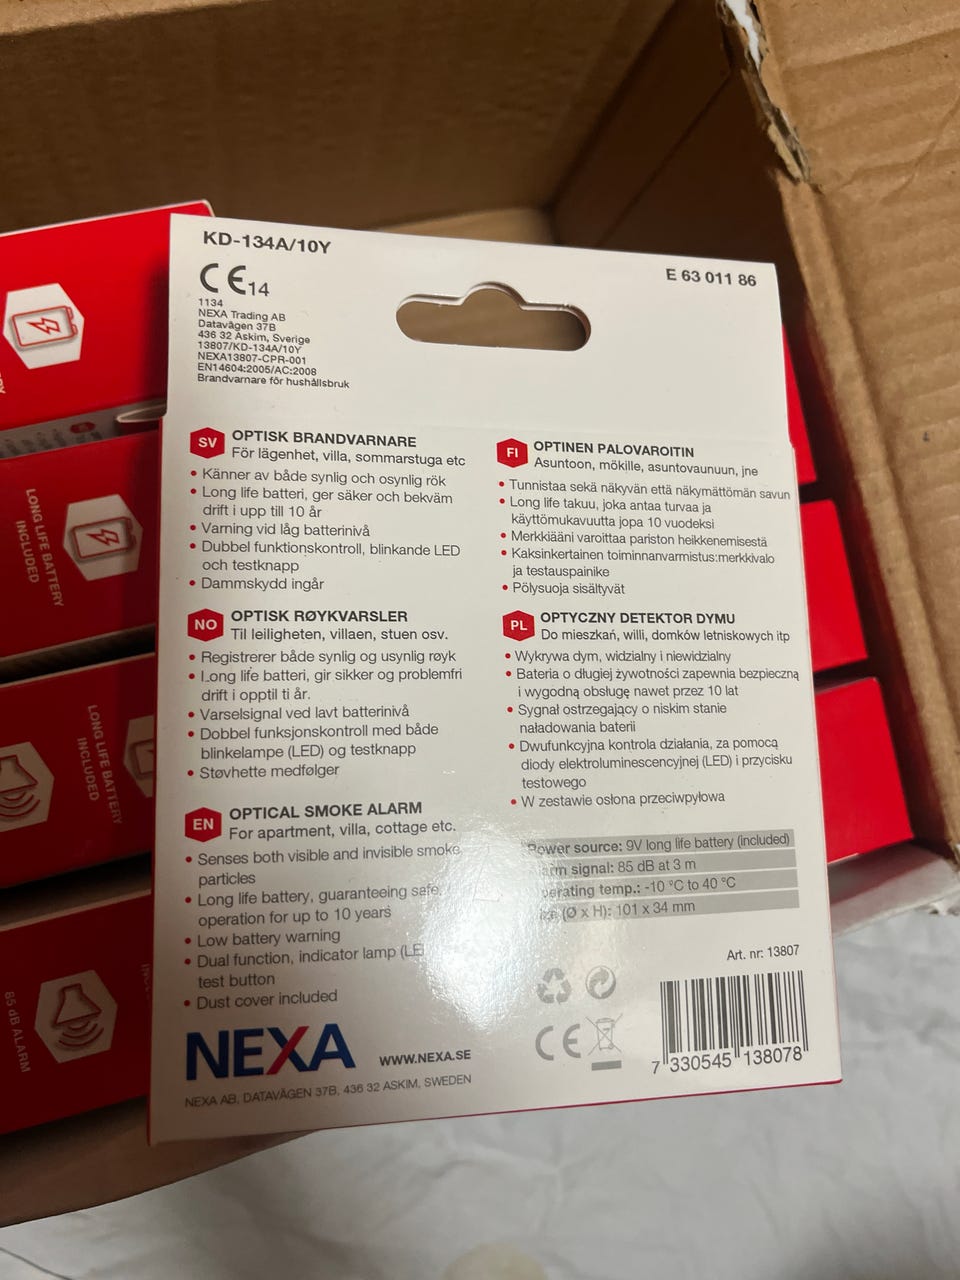 KD-134A/10Y
E 63 011 86
CE14
1134
NEXA Trading AB
Datavägen 37B
436 32 Askim, Sverige
13807/KD-134A/10Y
NEXA13807-CPR-001
EN14604:2005/AC:2008
Brandvarnare för hushållsbruk
SV OPTISK BRANDVARNARE
För lägenhet, villa, sommarstuga etc
• Känner av både synlig och osynlig rök
• Long life batteri, ger säker och bekväm
drift i upp till 10 år
• Varning vid låg batterinivå
• Dubbel funktionskontroll, blinkande LED
och testknapp
• Dammskydd ingår
NO OPTISK RØYKVARSLER
Til leiligheten, villaen, stuen osv.
• Registrerer både synlig og usynlig røyk
• Long life batteri, gir sikker og problemfri
drift i opptil ti år.
• Varselsignal ved lavt batterinivå
• Dobbel funksjonskontroll med både
blinkelampe (LED) og testknapp
• Støvhette medfølger
EN OPTICAL SMOKE ALARM
For apartment, villa, cottage etc.
• Senses both visible and invisible smoke
particles
• Long life battery, guaranteeing safe
operation for up to 10 years
• Low battery warning
• Dual function, indicator lamp (LE
test button
• Dust cover included
FI OPTINEN PALOVAROITIN
Asuntoon, mökille, asuntovaunuun, jne
• Tunnistaa sekä näkyvän että näkymättömän savun
• Long life takuu, joka antaa turvaa ja
käyttömukavuutta jopa 10 vuodeksi
• Merkkiääni varoittaa pariston heikkenemisestä
• Kaksinkertainen toiminnanvarmistus:merkkivalo
ja testauspainike
• Pölysuoja sisältyvät
PL OPTYCZNY DETEKTOR DYMU
Do mieszkań, willi, domków letniskowych itp
• Wykrywa dym, widzialny i niewidzialny
• Bateria o długiej żywotności zapewnia bezpieczną
i wygodną obsługę nawet przez 10 lat
• Sygnał ostrzegający o niskim stanie
naładowania baterii
• Dwufunkcyjna kontrola działania, za pomocą
diody elektroluminescencyjnej (LED) i przycisku
testowego
• W zestawie osłona przeciwpyłowa
Power source: 9V long life battery (included)
arm signal: 85 dB at 3 m
perating temp.: -10 °C to 40 °C
ize (Ø x H): 101 x 34 mm
Art. nr: 13807
CE
7 330545 138078
NEXA
WWW.NEXA.SE
NEXA AB, DATAVÄGEN 37B, 436 32 ASKIM, SWEDEN
LONG LIFE BATTERY
INCLUDED
LONG LIFE BATTERY
INCLUDED
85 dB ALARM